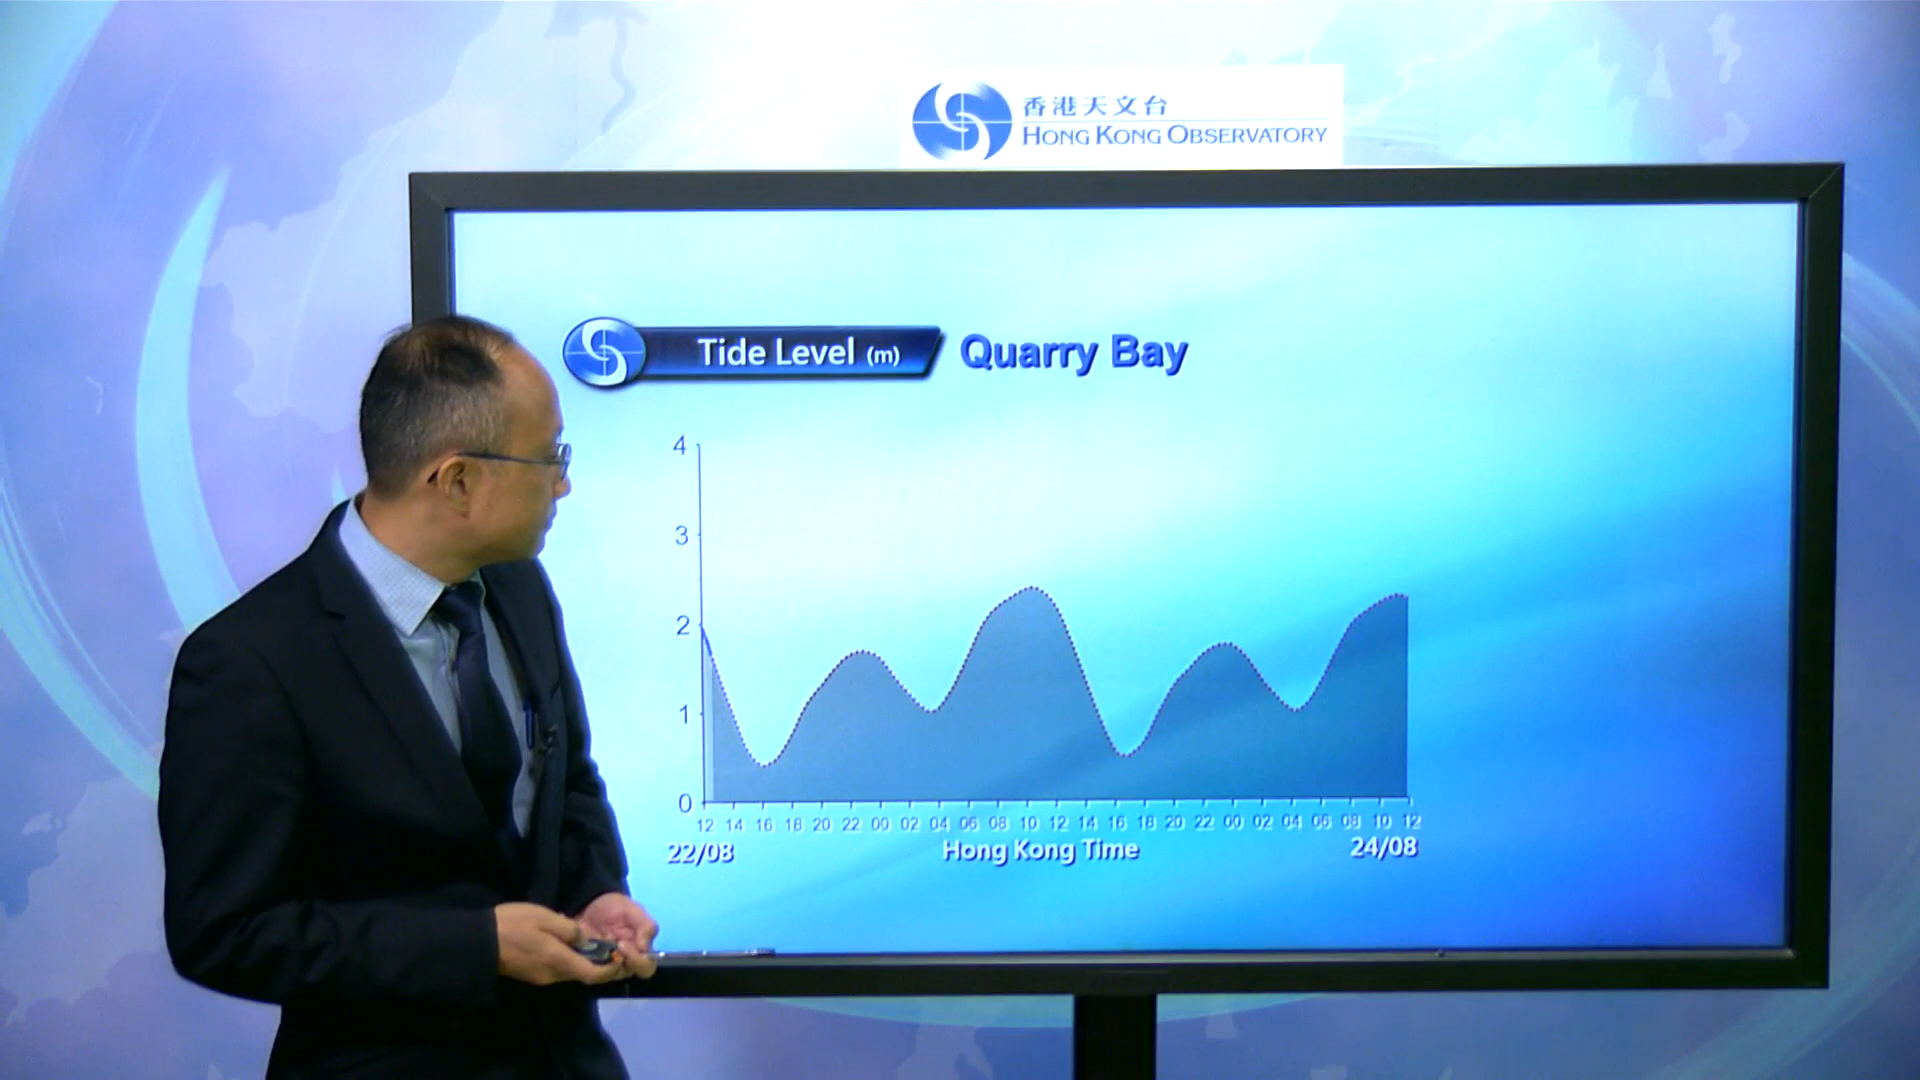 香港天文台
HONG KONG OBSERVATORY
Tide Level (m) Quarry Bay
4
3
2
1
0
12 14 16 18 20 22 00 02 04 06 08 10 12 14 16 18 20 22 00 02 04 06 08 10 12
22/08 Hong Kong Time 24/08